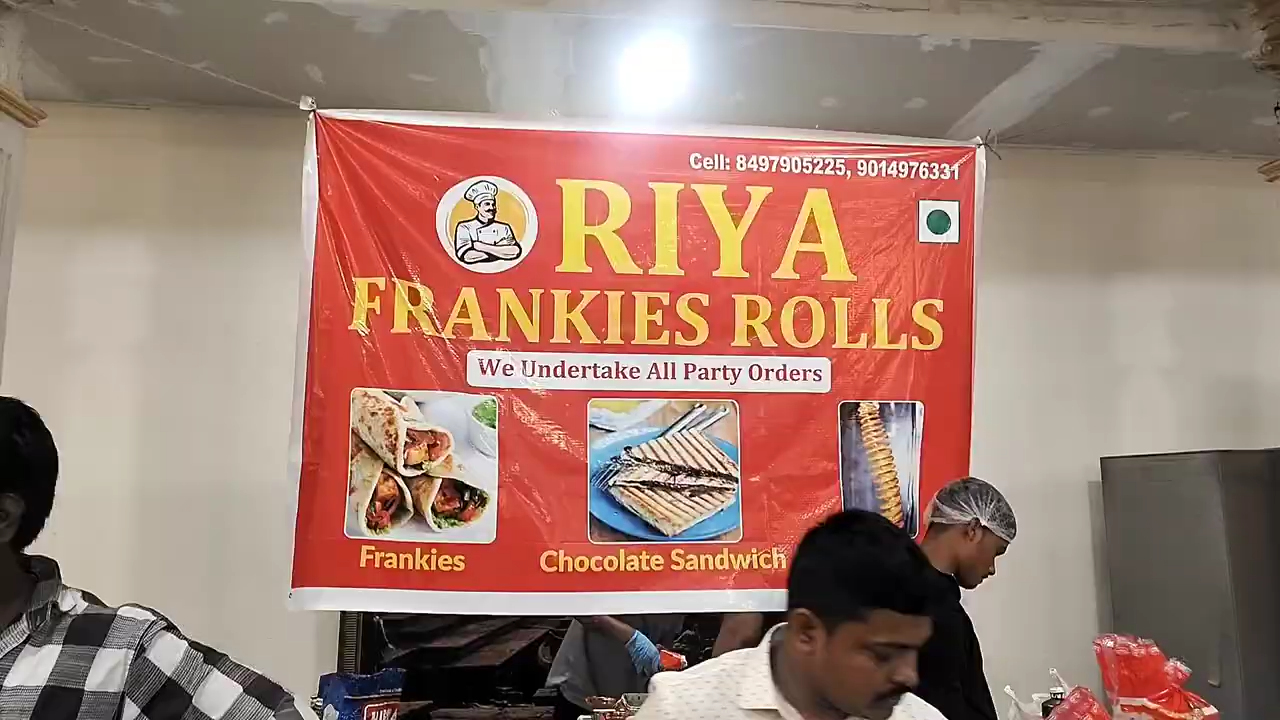 Cell: 8497905225, 9014976331
RIYA
FRANKIES ROLLS
We Undertake All Party Orders
Frankies
Chocolate Sandwich